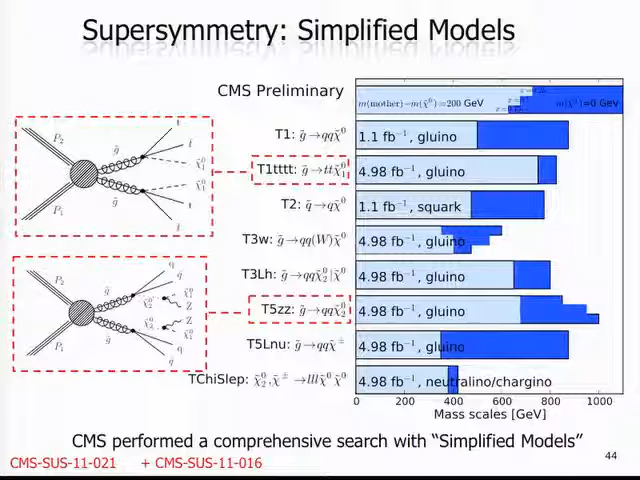 Supersymmetry: Simplified Models
CMS Preliminary
m(mother)−m(χ̃⁰)=200 GeV
m(χ̃⁰)=0 GeV
T1: g̃→qqχ̃⁰
1.1 fb⁻¹, gluino
T1tttt: g̃→ttχ̃⁰₁
4.98 fb⁻¹, gluino
T2: q̃→qχ̃⁰
1.1 fb⁻¹, squark
T3w: g̃→qq(W)χ̃⁰
4.98 fb⁻¹, gluino
T3Lh: g̃→qqχ̃⁰₂|χ̃⁰
4.98 fb⁻¹, gluino
T5zz: g̃→qqχ̃⁰₂
4.98 fb⁻¹, gluino
T5Lnu: g̃→qqχ̃±
4.98 fb⁻¹, gluino
TChiSlep: χ̃⁰₂,χ̃±→lllχ̃⁰χ̃⁰
4.98 fb⁻¹, neutralino/chargino
0 200 400 600 800 1000
Mass scales [GeV]
P₂
t
t
g̃
χ̃⁰₁
χ̃⁰₁
g̃
P₁
t
t
P₂
q
q
g̃
χ̃⁰₁
χ̃⁰₂
Z
Z
χ̃⁰₂
χ̃⁰₁
g̃
P₁
q
q
CMS performed a comprehensive search with “Simplified Models”
CMS-SUS-11-021 + CMS-SUS-11-016
44